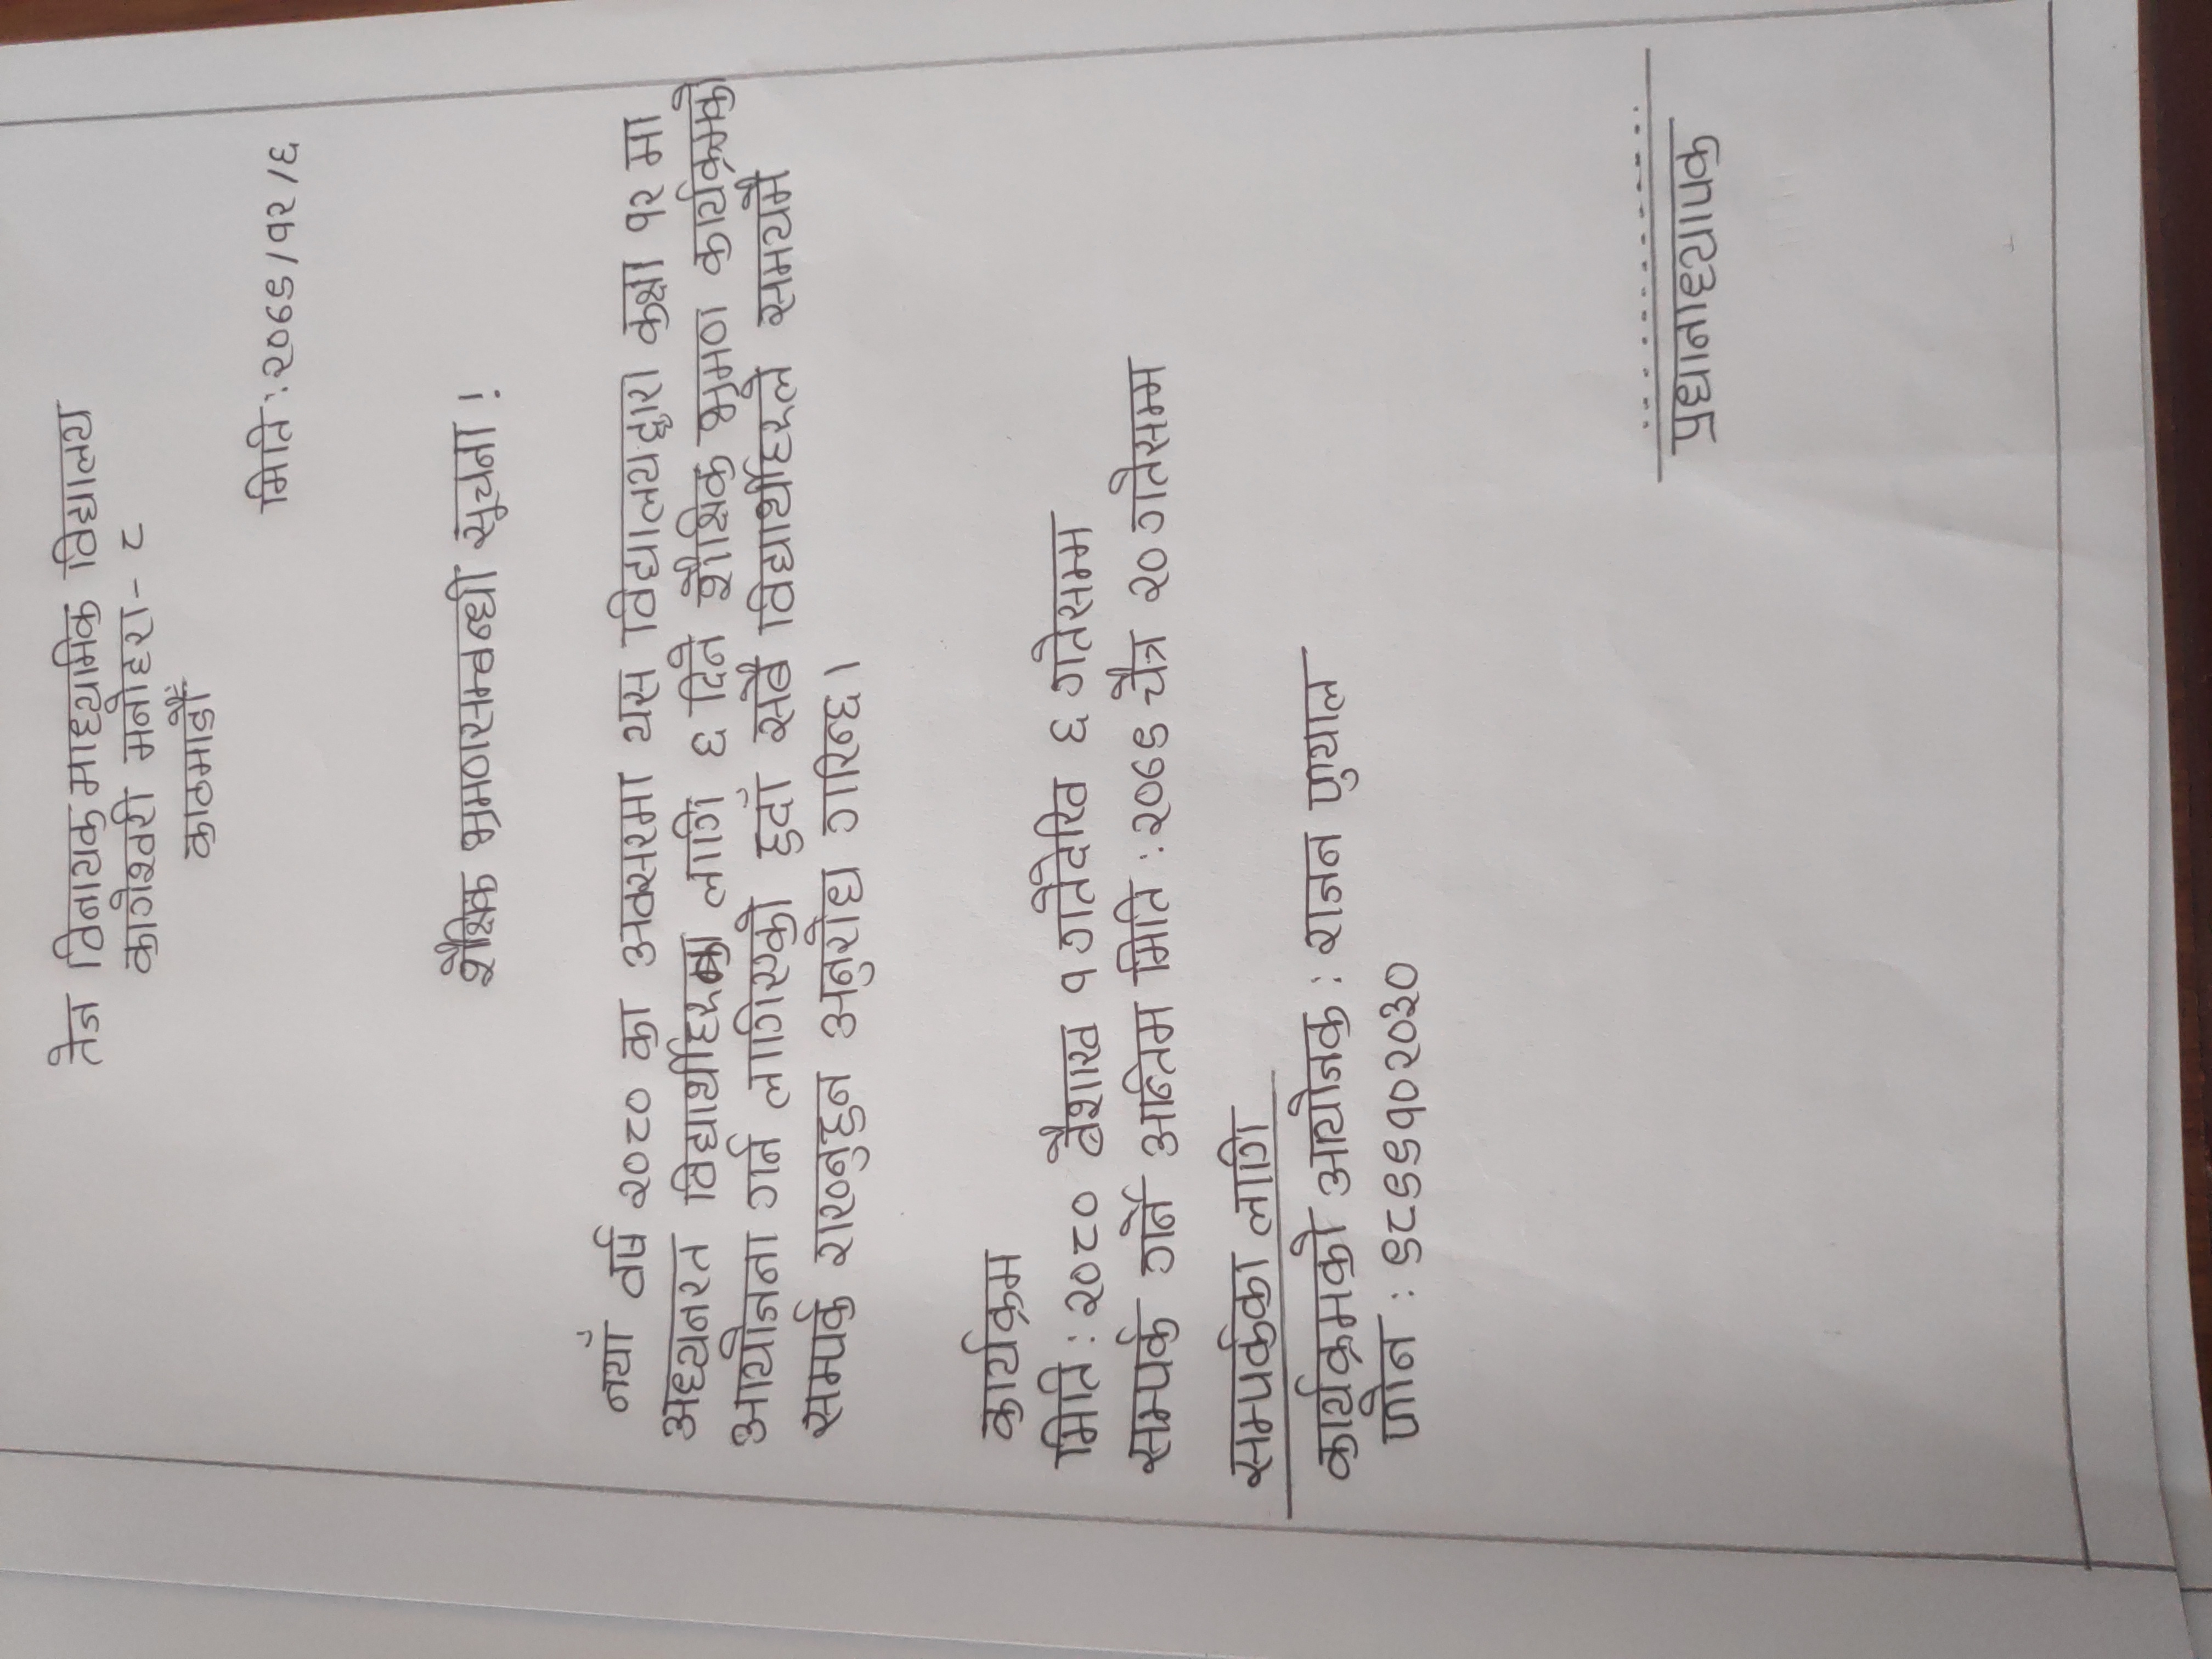 तेज विनायक माध्यामिक विद्यालय
कागेश्वरी मनोहरा - ८
काठमाडौँ
मिति : २०७९/१२/६
शैक्षिक भ्रमणसम्बन्धी सूचना !
नयाँ वर्ष २०८० का अवसरमा यस विद्यालयद्वारा कक्षा १२ मा
अध्यनरत विद्यार्थीहरुका लागि ६ दिने शैक्षिक भ्रमण कार्यक्रमको
आयोजना गर्न लागिएको हुदाँ सबै विद्यार्थीहरुले समयमै
सम्पर्क राख्नुहुन अनुरोध गरिन्छ।
कार्यक्रम
मिति : २०८० बैशाख १ गतेदेखि ६ गतेसम्म
सम्पर्क गर्ने अन्तिम मिति : २०७९ चैत्र २० गतेसम्म
सम्पर्कका लागि
कार्यक्रमको आयोजक : राजन फुयाल
फोन : ९८९९१०२०३०
..............
प्रधानाध्यापक